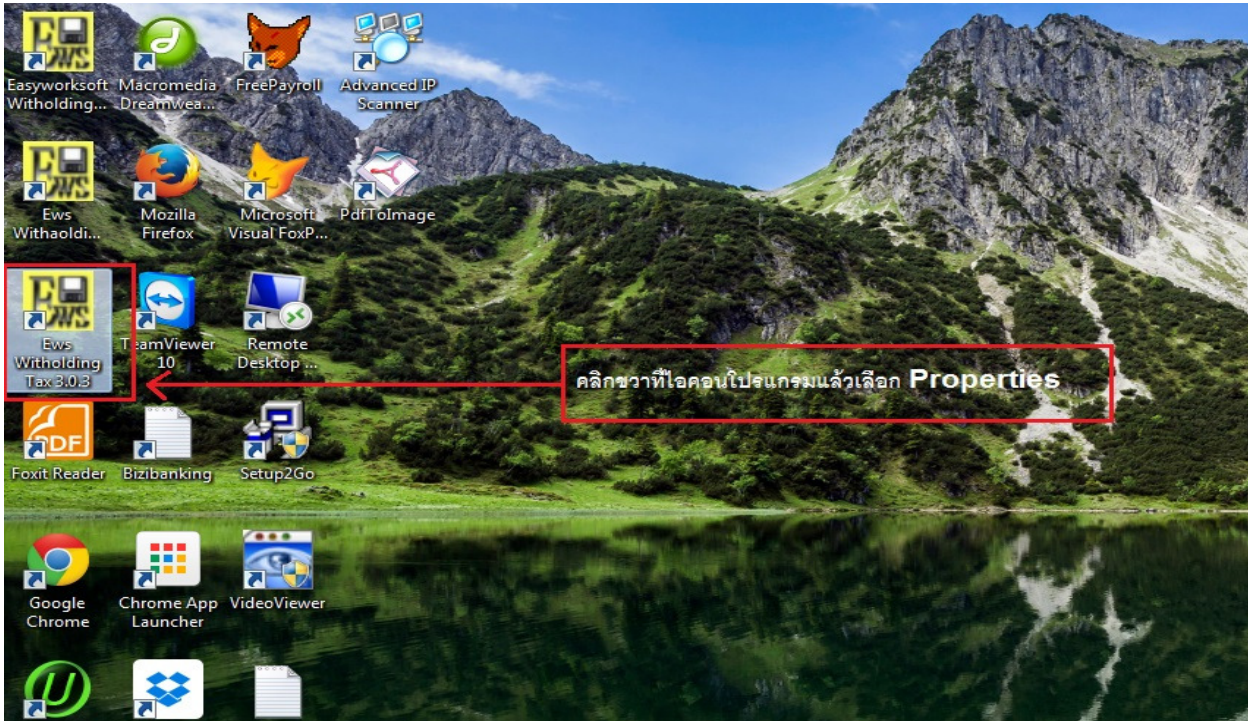 Easyworksoft
Witholding...
Macromedia
Dreamwea...
FreePayroll
Advanced IP
Scanner
Ews
Withaoldi...
Mozilla
Firefox
Microsoft
Visual FoxP...
PdfToImage
Ews
Witholding
Tax 3.0.3
TeamViewer
10
Remote
Desktop ...
คลิกขวาที่ไอคอนโปรแกรมแล้วเลือก Properties
PDF
Foxit Reader
Bizibanking
Setup2Go
Google
Chrome
Chrome App
Launcher
VideoViewer